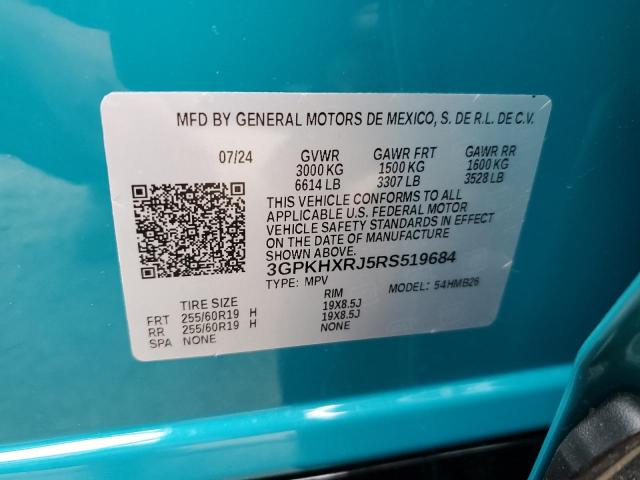 MFD BY GENERAL MOTORS DE MEXICO, S. DE R.L. DE C.V.
07/24 GVWR GAWR FRT GAWR RR
3000 KG 1500 KG 1600 KG
6614 LB 3307 LB 3528 LB
THIS VEHICLE CONFORMS TO ALL
APPLICABLE U.S. FEDERAL MOTOR
VEHICLE SAFETY STANDARDS IN EFFECT
ON THE DATE OF MANUFACTURE SHOWN ABOVE.
3GPKHXRJ5RS519684
TYPE: MPV MODEL: 54HMB26
TIRE SIZE RIM
FRT 255/60R19 H 19X8.5J
RR 255/60R19 H 19X8.5J
SPA NONE NONE